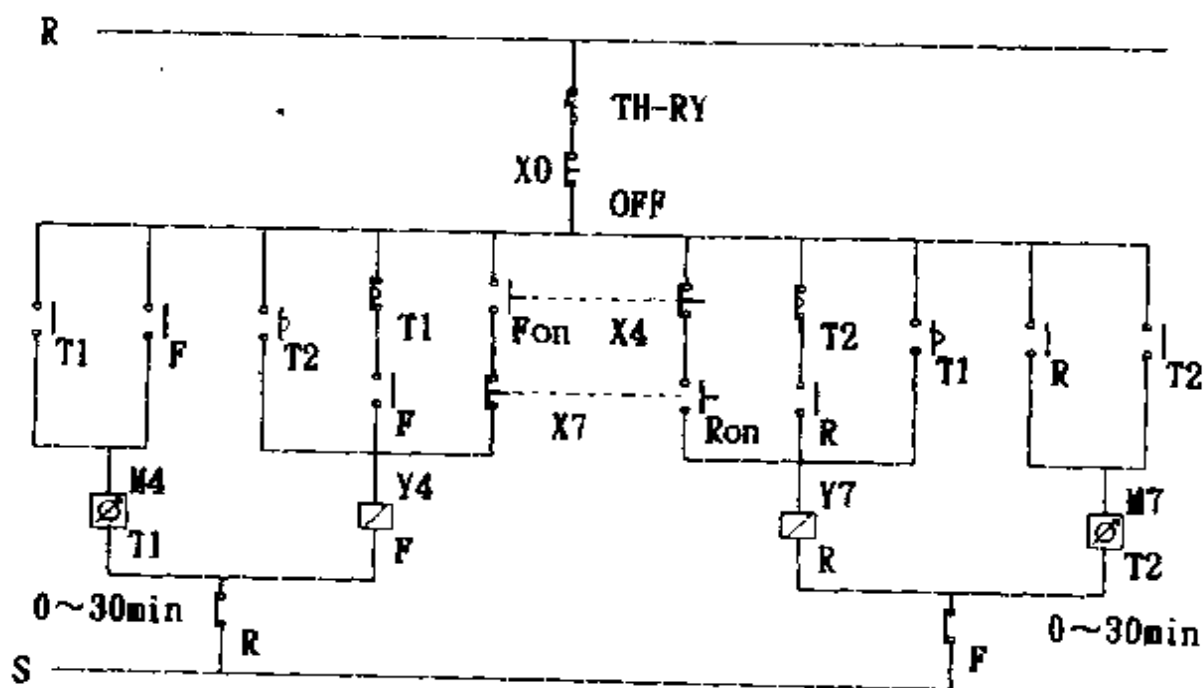 R
TH-RY
X0
OFF
T1 F T2 T1 Fon X4 T2 T1 R T2
F X7 Ron R
M4 Y4 Y7 M7
T1 F R T2
0~30min 0~30min
R F
S